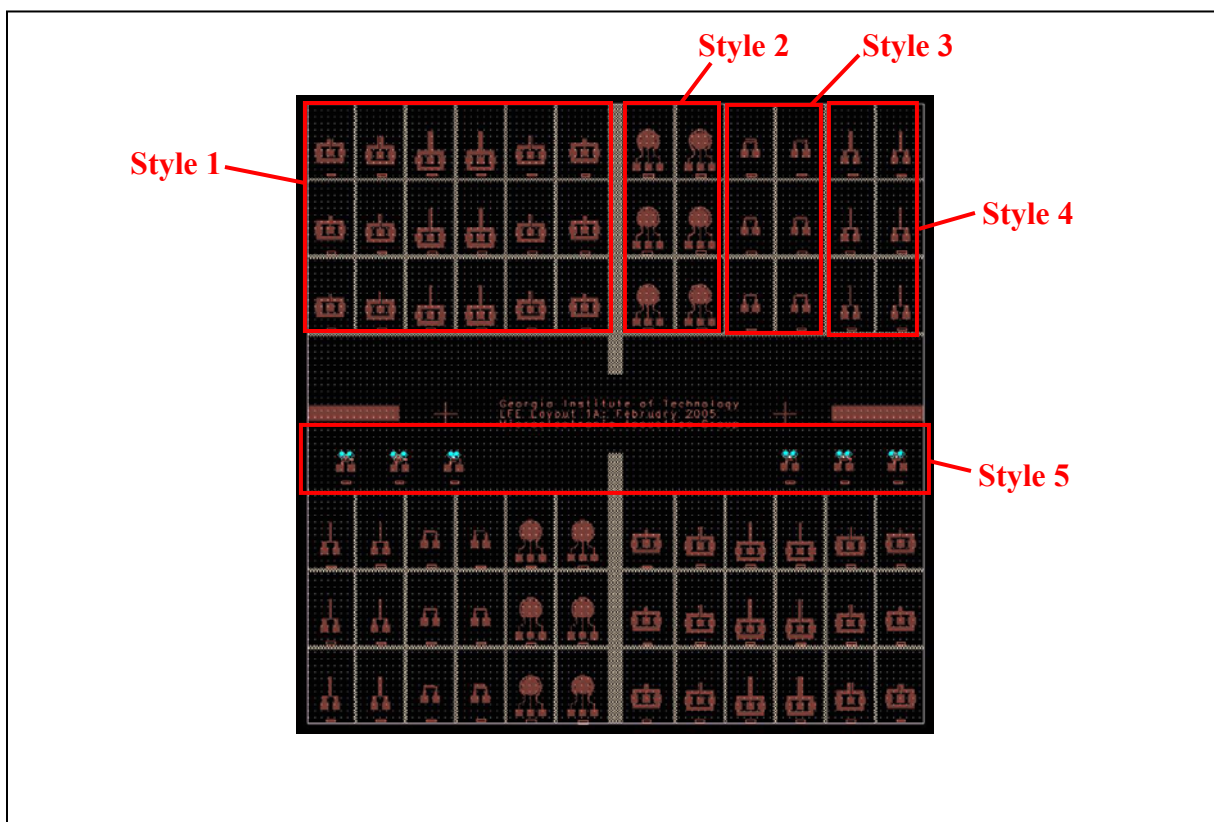 Style 2
Style 3
Style 1
Style 4
Georgia Institute of Technology
LFE Layout 1A: February 2005
Style 5